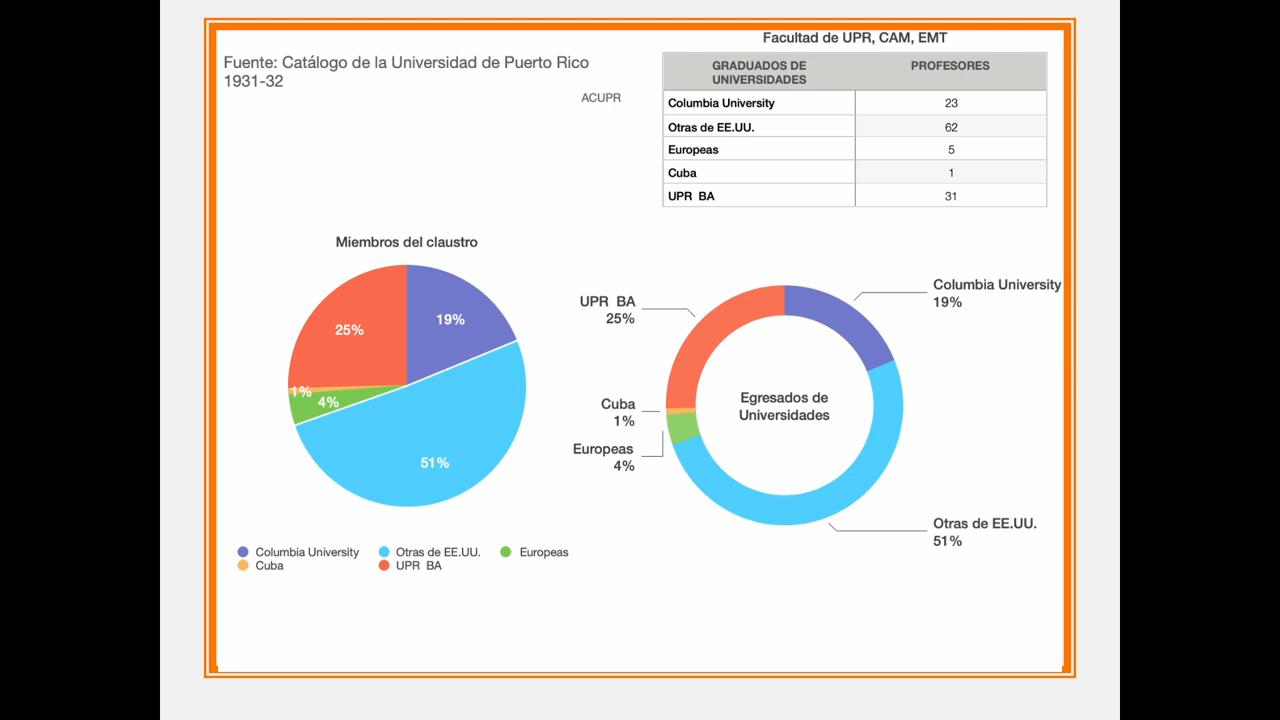 Facultad de UPR, CAM, EMT
Fuente: Catálogo de la Universidad de Puerto Rico
1931-32
ACUPR
GRADUADOS DE
UNIVERSIDADES
PROFESORES
Columbia University 23
Otras de EE.UU. 62
Europeas 5
Cuba 1
UPR BA 31
Miembros del claustro
25%
19%
1%
4%
51%
Columbia University
Otras de EE.UU.
Europeas
Cuba
UPR BA
Columbia University
19%
UPR BA
25%
Cuba
1%
Europeas
4%
Egresados de
Universidades
Otras de EE.UU.
51%